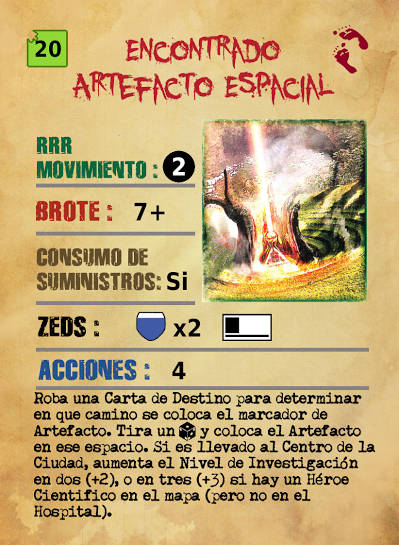 20
ENCONTRADO
ARTEFACTO ESPACIAL
RRR
MOVIMIENTO : 2
BROTE : 7+
CONSUMO DE
SUMINISTROS: Si
ZEDS : x2
ACCIONES : 4
Roba una Carta de Destino para determinar
en que camino se coloca el marcador de
Artefacto. Tira un y coloca el Artefacto
en ese espacio. Si es llevado al Centro de la
Ciudad, aumenta el Nivel de Investigación
en dos (+2), o en tres (+3) si hay un Héroe
Cientifico en el mapa (pero no en el
Hospital).